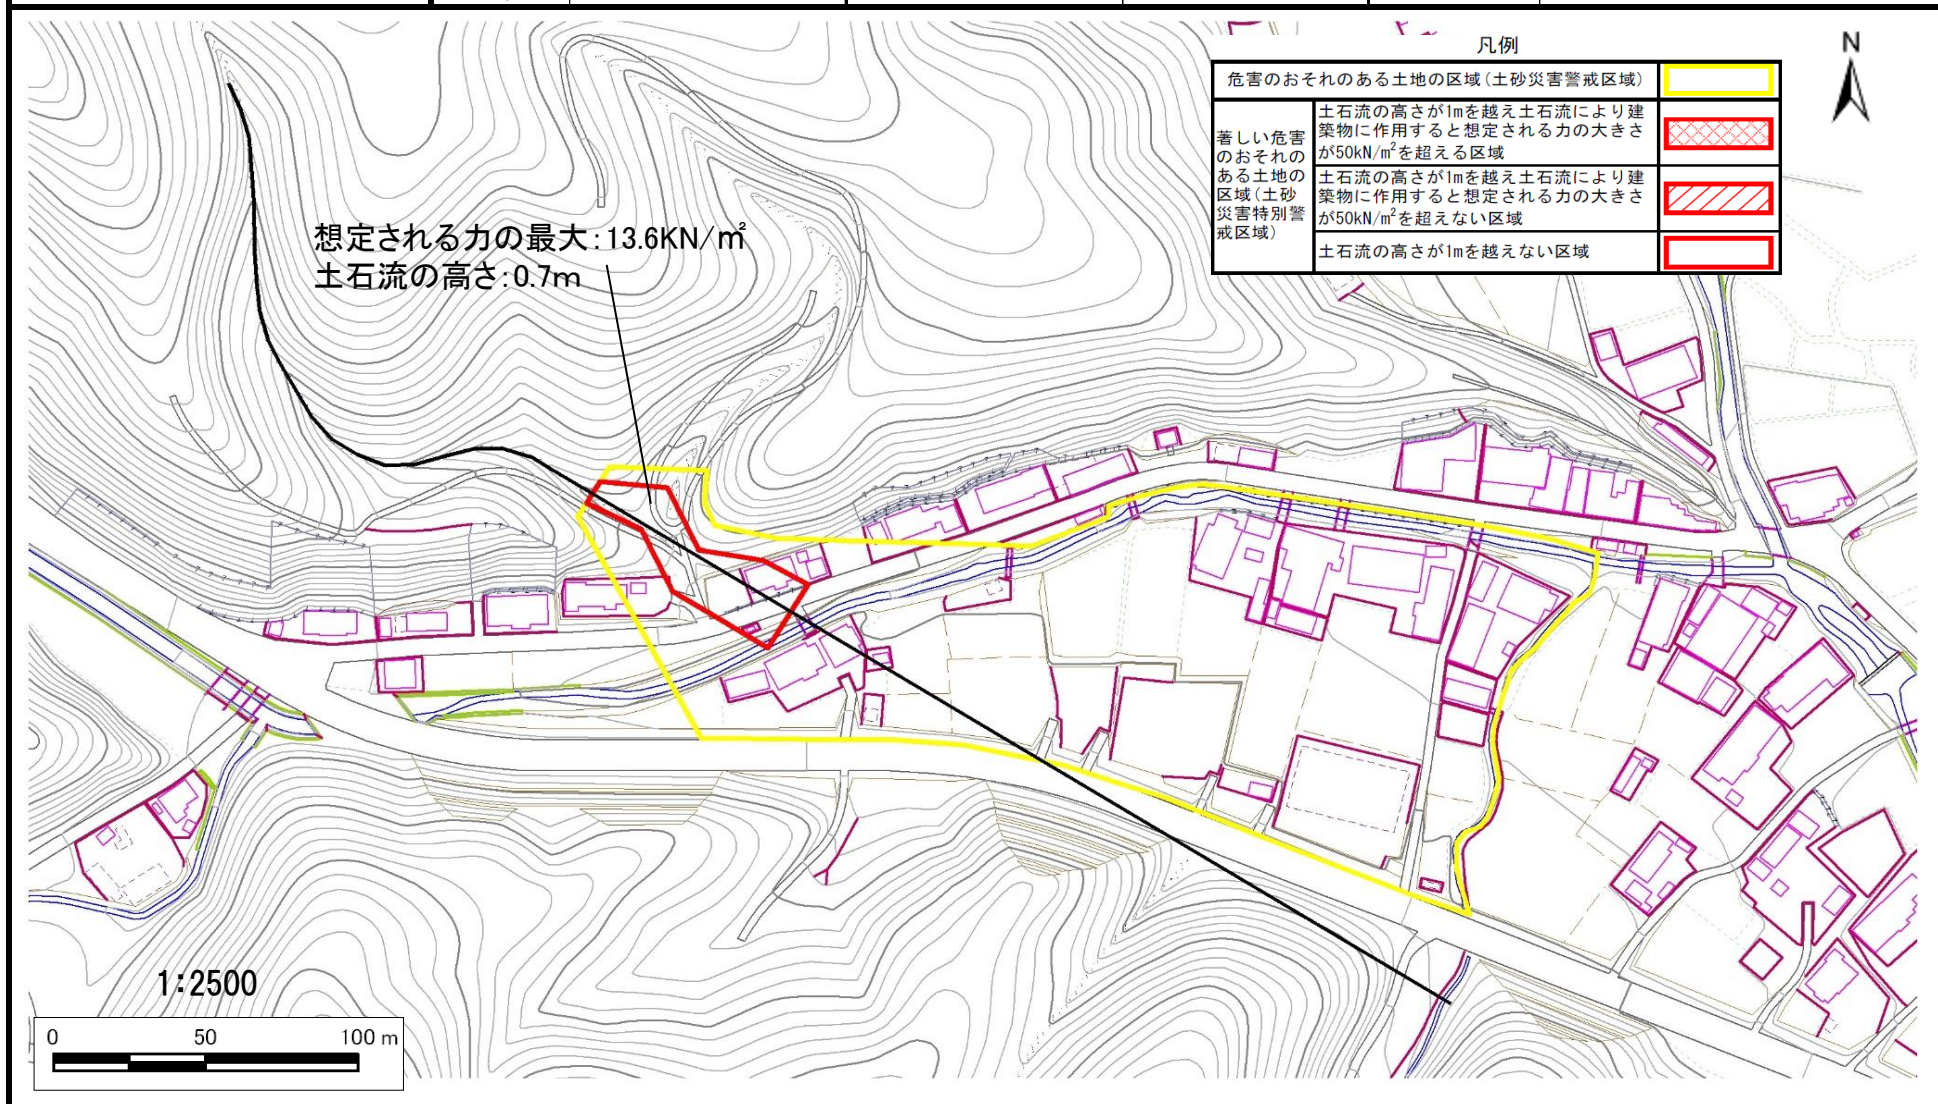 凡例
N
危害のおそれのある土地の区域(土砂災害警戒区域)
著しい危害
のおそれの
ある土地の
区域(土砂
災害特別警
戒区域)
土石流の高さが1mを越え土石流により建
築物に作用すると想定される力の大きさ
が50kN/m²を超える区域
土石流の高さが1mを越え土石流により建
築物に作用すると想定される力の大きさ
が50kN/m²を超えない区域
土石流の高さが1mを越えない区域
想定される力の最大:13.6KN/㎡
土石流の高さ:0.7m
1:2500
0 50 100 m